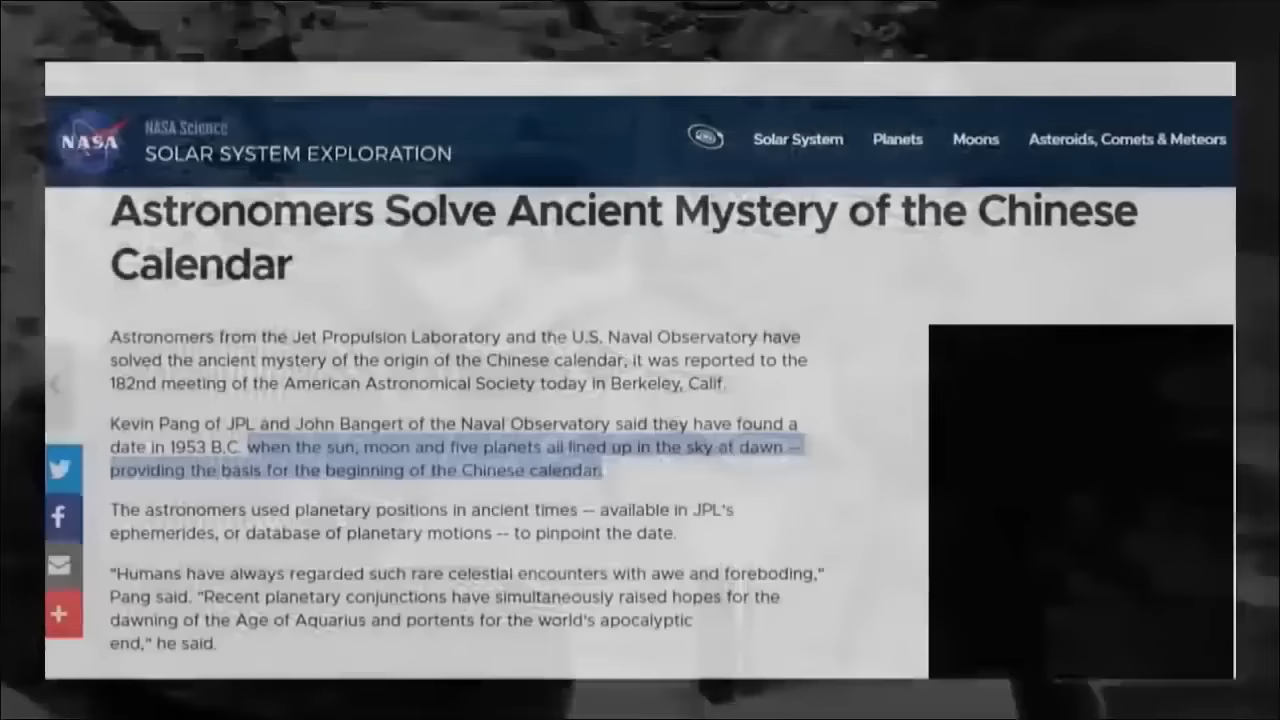 NASA
NASA Science
SOLAR SYSTEM EXPLORATION
Solar System
Planets
Moons
Asteroids, Comets & Meteors
Astronomers Solve Ancient Mystery of the Chinese
Calendar
Astronomers from the Jet Propulsion Laboratory and the U.S. Naval Observatory have
solved the ancient mystery of the origin of the Chinese calendar, it was reported to the
182nd meeting of the American Astronomical Society today in Berkeley, Calif.
Kevin Pang of JPL and John Bangert of the Naval Observatory said they have found a
date in 1953 B.C. when the sun, moon and five planets all lined up in the sky at dawn --
providing the basis for the beginning of the Chinese calendar.
The astronomers used planetary positions in ancient times -- available in JPL's
ephemerides, or database of planetary motions -- to pinpoint the date.
"Humans have always regarded such rare celestial encounters with awe and foreboding,"
Pang said. "Recent planetary conjunctions have simultaneously raised hopes for the
dawning of the Age of Aquarius and portents for the world's apocalyptic
end," he said.